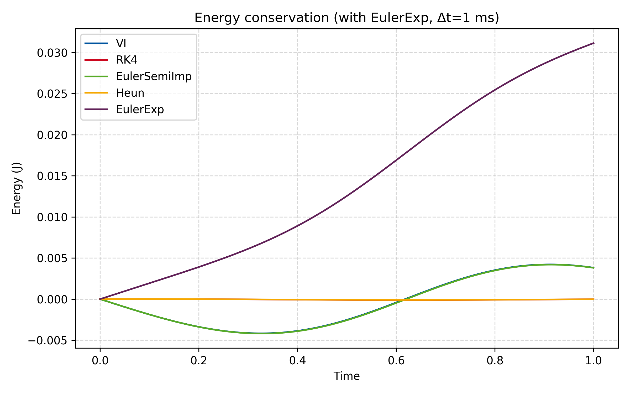 Energy conservation (with EulerExp, Δt=1 ms)
VI
RK4
EulerSemiImp
Heun
EulerExp
Energy (J)
0.030
0.025
0.020
0.015
0.010
0.005
0.000
−0.005
0.0 0.2 0.4 0.6 0.8 1.0
Time